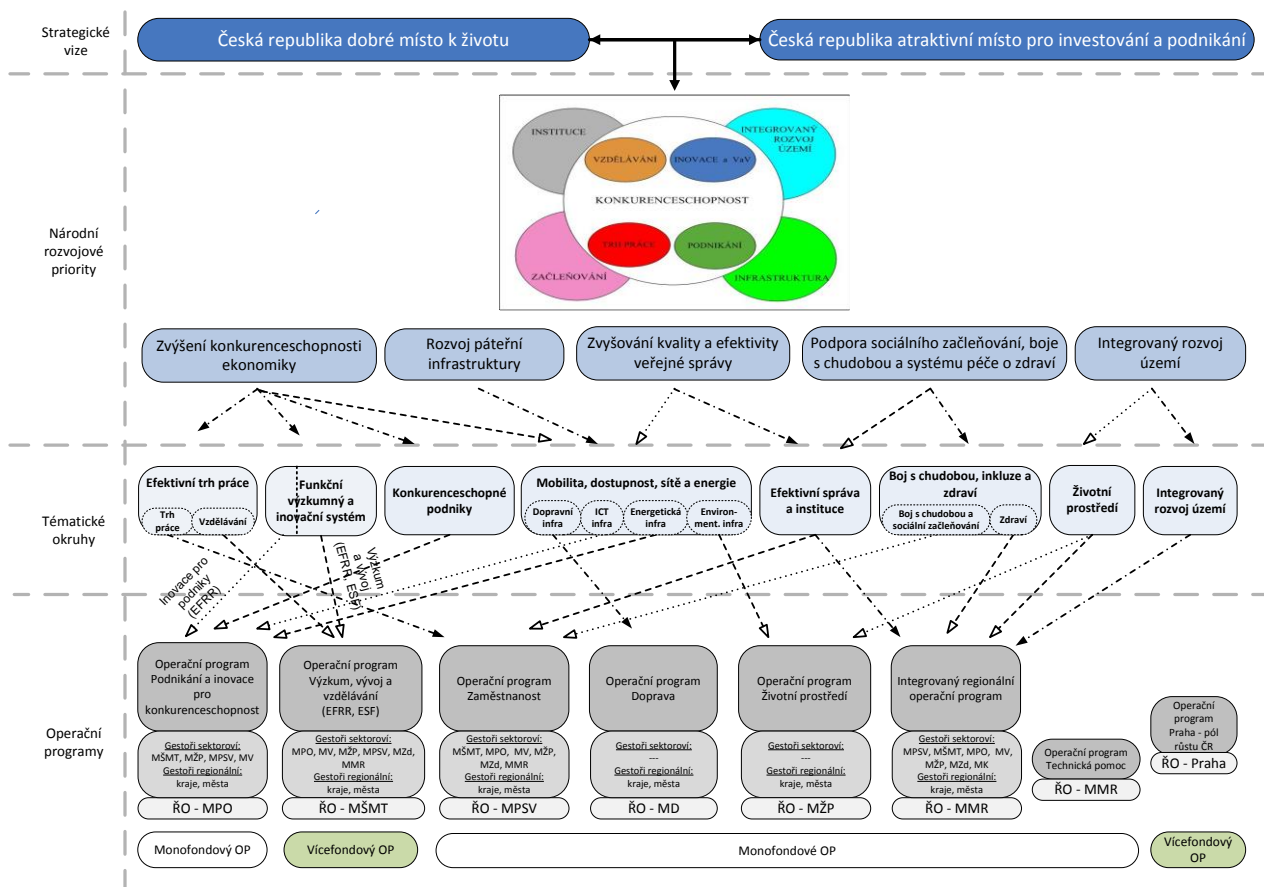 Strategické
vize
Česká republika dobré místo k životu
Česká republika atraktivní místo pro investování a podnikání
Národní
rozvojové
priority
INSTITUCE
INTEGROVANÝ
ROZVOJ
ÚZEMÍ
VZDĚLÁVÁNÍ
INOVACE a VaV
KONKURENCESCHOPNOST
TRH PRÁCE
PODNIKÁNÍ
ZAČLEŇOVÁNÍ
INFRASTRUKTURA
Zvýšení konkurenceschopnosti
ekonomiky
Rozvoj páteřní
infrastruktury
Zvyšování kvality a efektivity
veřejné správy
Podpora sociálního začleňování, boje
s chudobou a systému péče o zdraví
Integrovaný rozvoj
území
Tématické
okruhy
Efektivní trh práce
Trh
práce
Vzdělávání
Funkční
výzkumný a
inovační systém
Konkurenceschopné
podniky
Mobilita, dostupnost, sítě a energie
Dopravní
infra
ICT
infra
Energetická
infra
Environ-
ment. infra
Efektivní správa
a instituce
Boj s chudobou, inkluze a
zdraví
Boj s chudobou a
sociální začleňování
Zdraví
Životní
prostředí
Integrovaný
rozvoj území
Inovace pro
podniky
(EFRR)
Výzkum
a vývoj
(EFRR, ESF)
Operační
programy
Operační program
Podnikání a inovace
pro
konkurenceschopnost
Gestoři sektoroví:
MŠMT, MŽP, MPSV, MV
Gestoři regionální:
kraje, města
ŘO - MPO
Operační program
Výzkum, vývoj a
vzdělávání
(EFRR, ESF)
Gestoři sektoroví:
MPO, MV, MŽP, MPSV, MZd,
MMR
Gestoři regionální:
kraje, města
ŘO - MŠMT
Operační program
Zaměstnanost
Gestoři sektoroví:
MŠMT, MPO, MV, MŽP,
MZd, MMR
Gestoři regionální:
kraje, města
ŘO - MPSV
Operační program
Doprava
Gestoři sektoroví:
---
Gestoři regionální:
kraje, města
ŘO - MD
Operační program
Životní prostředí
Gestoři sektoroví:
---
Gestoři regionální:
kraje, města
ŘO - MŽP
Integrovaný regionální
operační program
Gestoři sektoroví:
MPSV, MŠMT, MPO, MV,
MŽP, MZd, MK
Gestoři regionální:
kraje, města
ŘO - MMR
Operační program
Technická pomoc
ŘO - MMR
Operační
program
Praha - pól
růstu ČR
ŘO - Praha
Monofondový OP
Vícefondový OP
Monofondové OP
Vícefondový
OP